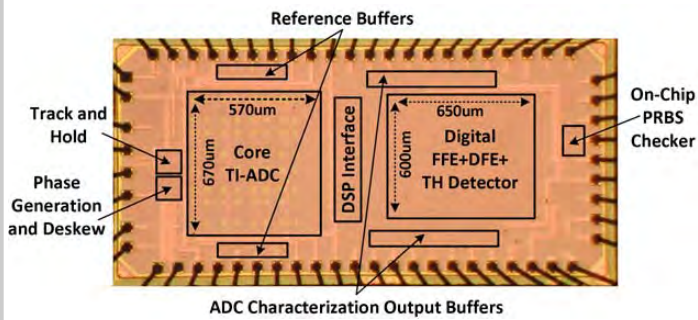 Reference Buffers
Track and
Hold
Phase
Generation
and Deskew
570um
670um
Core
TI-ADC
DSP Interface
650um
600um
Digital
FFE+DFE+
TH Detector
On-Chip
PRBS
Checker
ADC Characterization Output Buffers